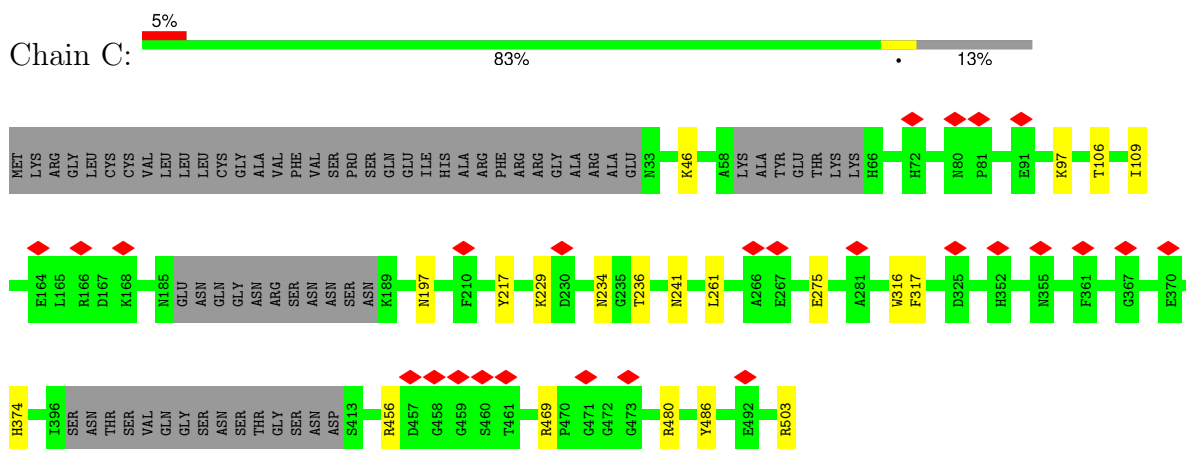 5%
Chain C:
83% • 13%
MET LYS ARG GLY LEU CYS CYS VAL LEU LEU LEU CYS GLY ALA VAL PHE VAL SER PRO SER GLN GLU ILE HIS ALA ARG PHE ARG ARG GLY ALA ARG ALA GLU N33 K46 A58 LYS ALA TYR GLU THR LYS LYS H66 H72 N80 P81 E91 K97 T106 I109
E164 L165 R166 D167 K168 N185 GLU ASN GLN GLY ASN ARG SER ASN ASN SER ASN K189 N197 F210 Y217 K229 D230 N234 G235 T236 N241 L261 A266 E267 E275 A281 W316 F317 D325 H352 N355 F361 G367 E370
H374 I396 SER ASN THR SER VAL GLN GLY SER ASN SER THR GLY SER ASN ASP S413 R456 D457 G458 G459 S460 T461 R469 P470 G471 G472 G473 R480 Y486 E492 R503